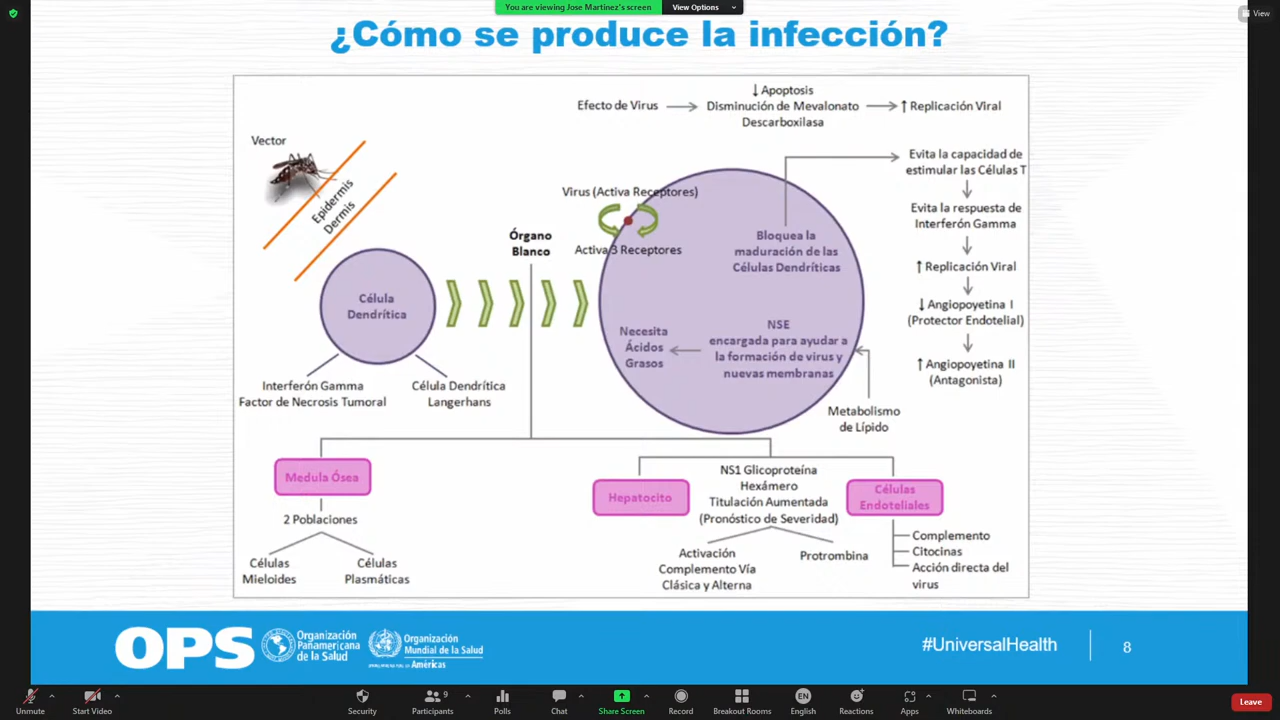 You are viewing Jose Martinez's screen
View Options
View
¿Cómo se produce la infección?
Efecto de Virus
↓ Apoptosis
Disminución de Mevalonato
Descarboxilasa
↑ Replicación Viral
Vector
Epidermis
Dermis
Célula
Dendrítica
Interferón Gamma
Factor de Necrosis Tumoral
Célula Dendrítica
Langerhans
Órgano
Blanco
Virus (Activa Receptores)
Activa 3 Receptores
Bloquea la
maduración de las
Células Dendríticas
NSE
encargada para ayudar a
la formación de virus y
nuevas membranas
Necesita
Ácidos
Grasos
Metabolismo
de Lípido
Evita la capacidad de
estimular las Células T
Evita la respuesta de
Interferón Gamma
↑ Replicación Viral
↓ Angiopoyetina I
(Protector Endotelial)
↑ Angiopoyetina II
(Antagonista)
Medula Ósea
2 Poblaciones
Células
Mieloides
Células
Plasmáticas
Hepatocito
NS1 Glicoproteína
Hexámero
Titulación Aumentada
(Pronóstico de Severidad)
Activación
Complemento Vía
Clásica y Alterna
Protrombina
Células
Endoteliales
Complemento
Citocinas
Acción directa del
virus
OPS
Organización
Panamericana
de la Salud
Organización
Mundial de la Salud
Américas
#UniversalHealth
8
Unmute
Start Video
Security
Participants
9
Polls
Chat
Share Screen
Record
Breakout Rooms
EN
English
Reactions
Apps
Whiteboards
Leave